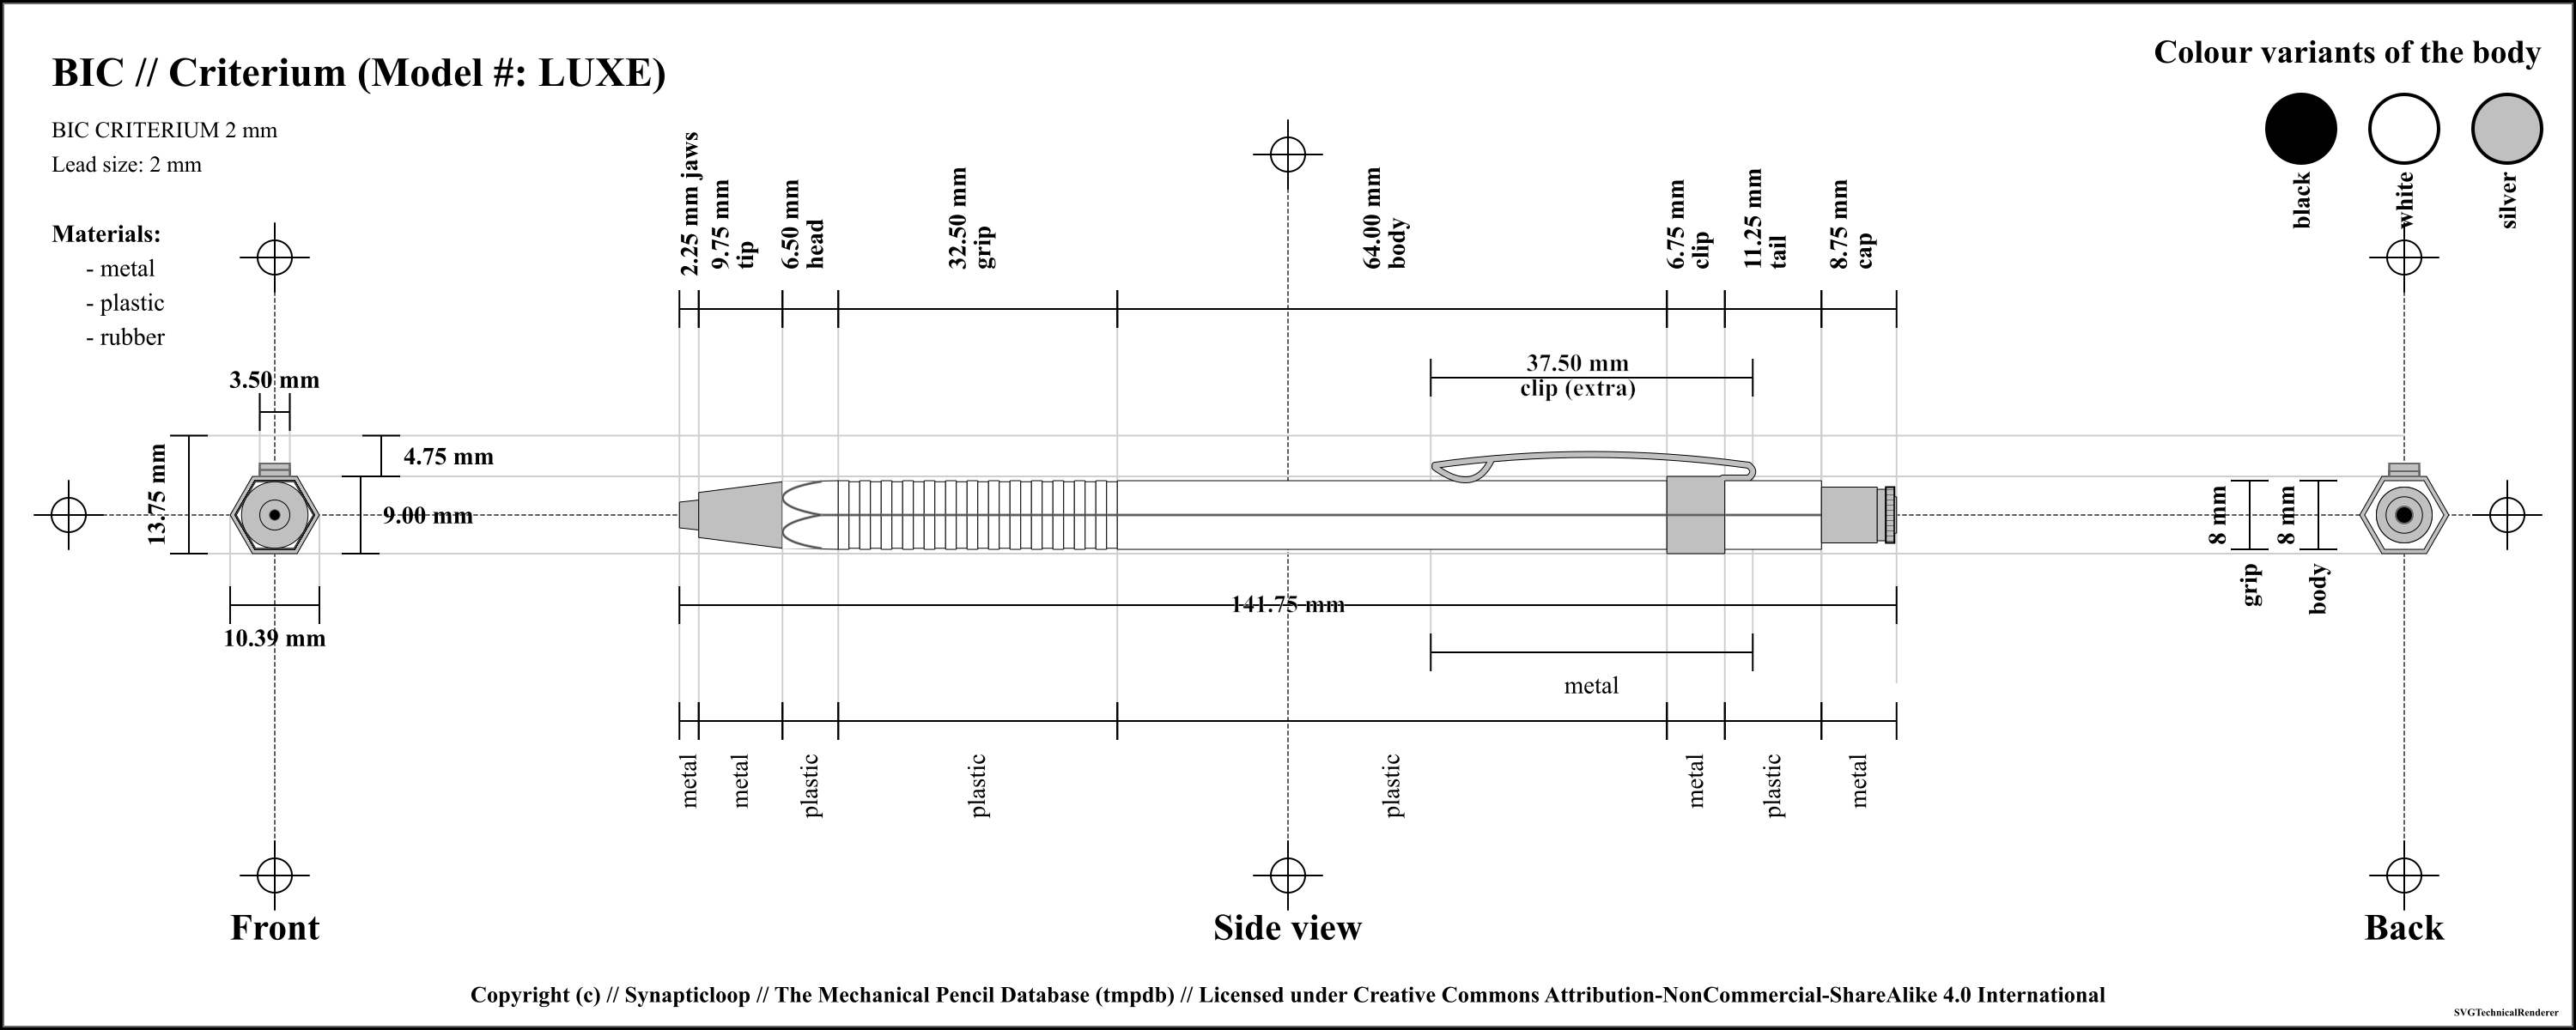 BIC // Criterium (Model #: LUXE)
BIC CRITERIUM 2 mm
Lead size: 2 mm
Materials:
- metal
- plastic
- rubber
Colour variants of the body
black
white
silver
2.25 mm jaws
9.75 mm
tip
6.50 mm
head
32.50 mm
grip
64.00 mm
body
6.75 mm
clip
11.25 mm
tail
8.75 mm
cap
37.50 mm
clip (extra)
3.50 mm
13.75 mm
4.75 mm
9.00 mm
10.39 mm
8 mm
grip
8 mm
body
141.75 mm
metal
metal
metal
plastic
plastic
plastic
metal
plastic
metal
Front
Side view
Back
Copyright (c) // Synapticloop // The Mechanical Pencil Database (tmpdb) // Licensed under Creative Commons Attribution-NonCommercial-ShareAlike 4.0 International
SVGTechnicalRenderer